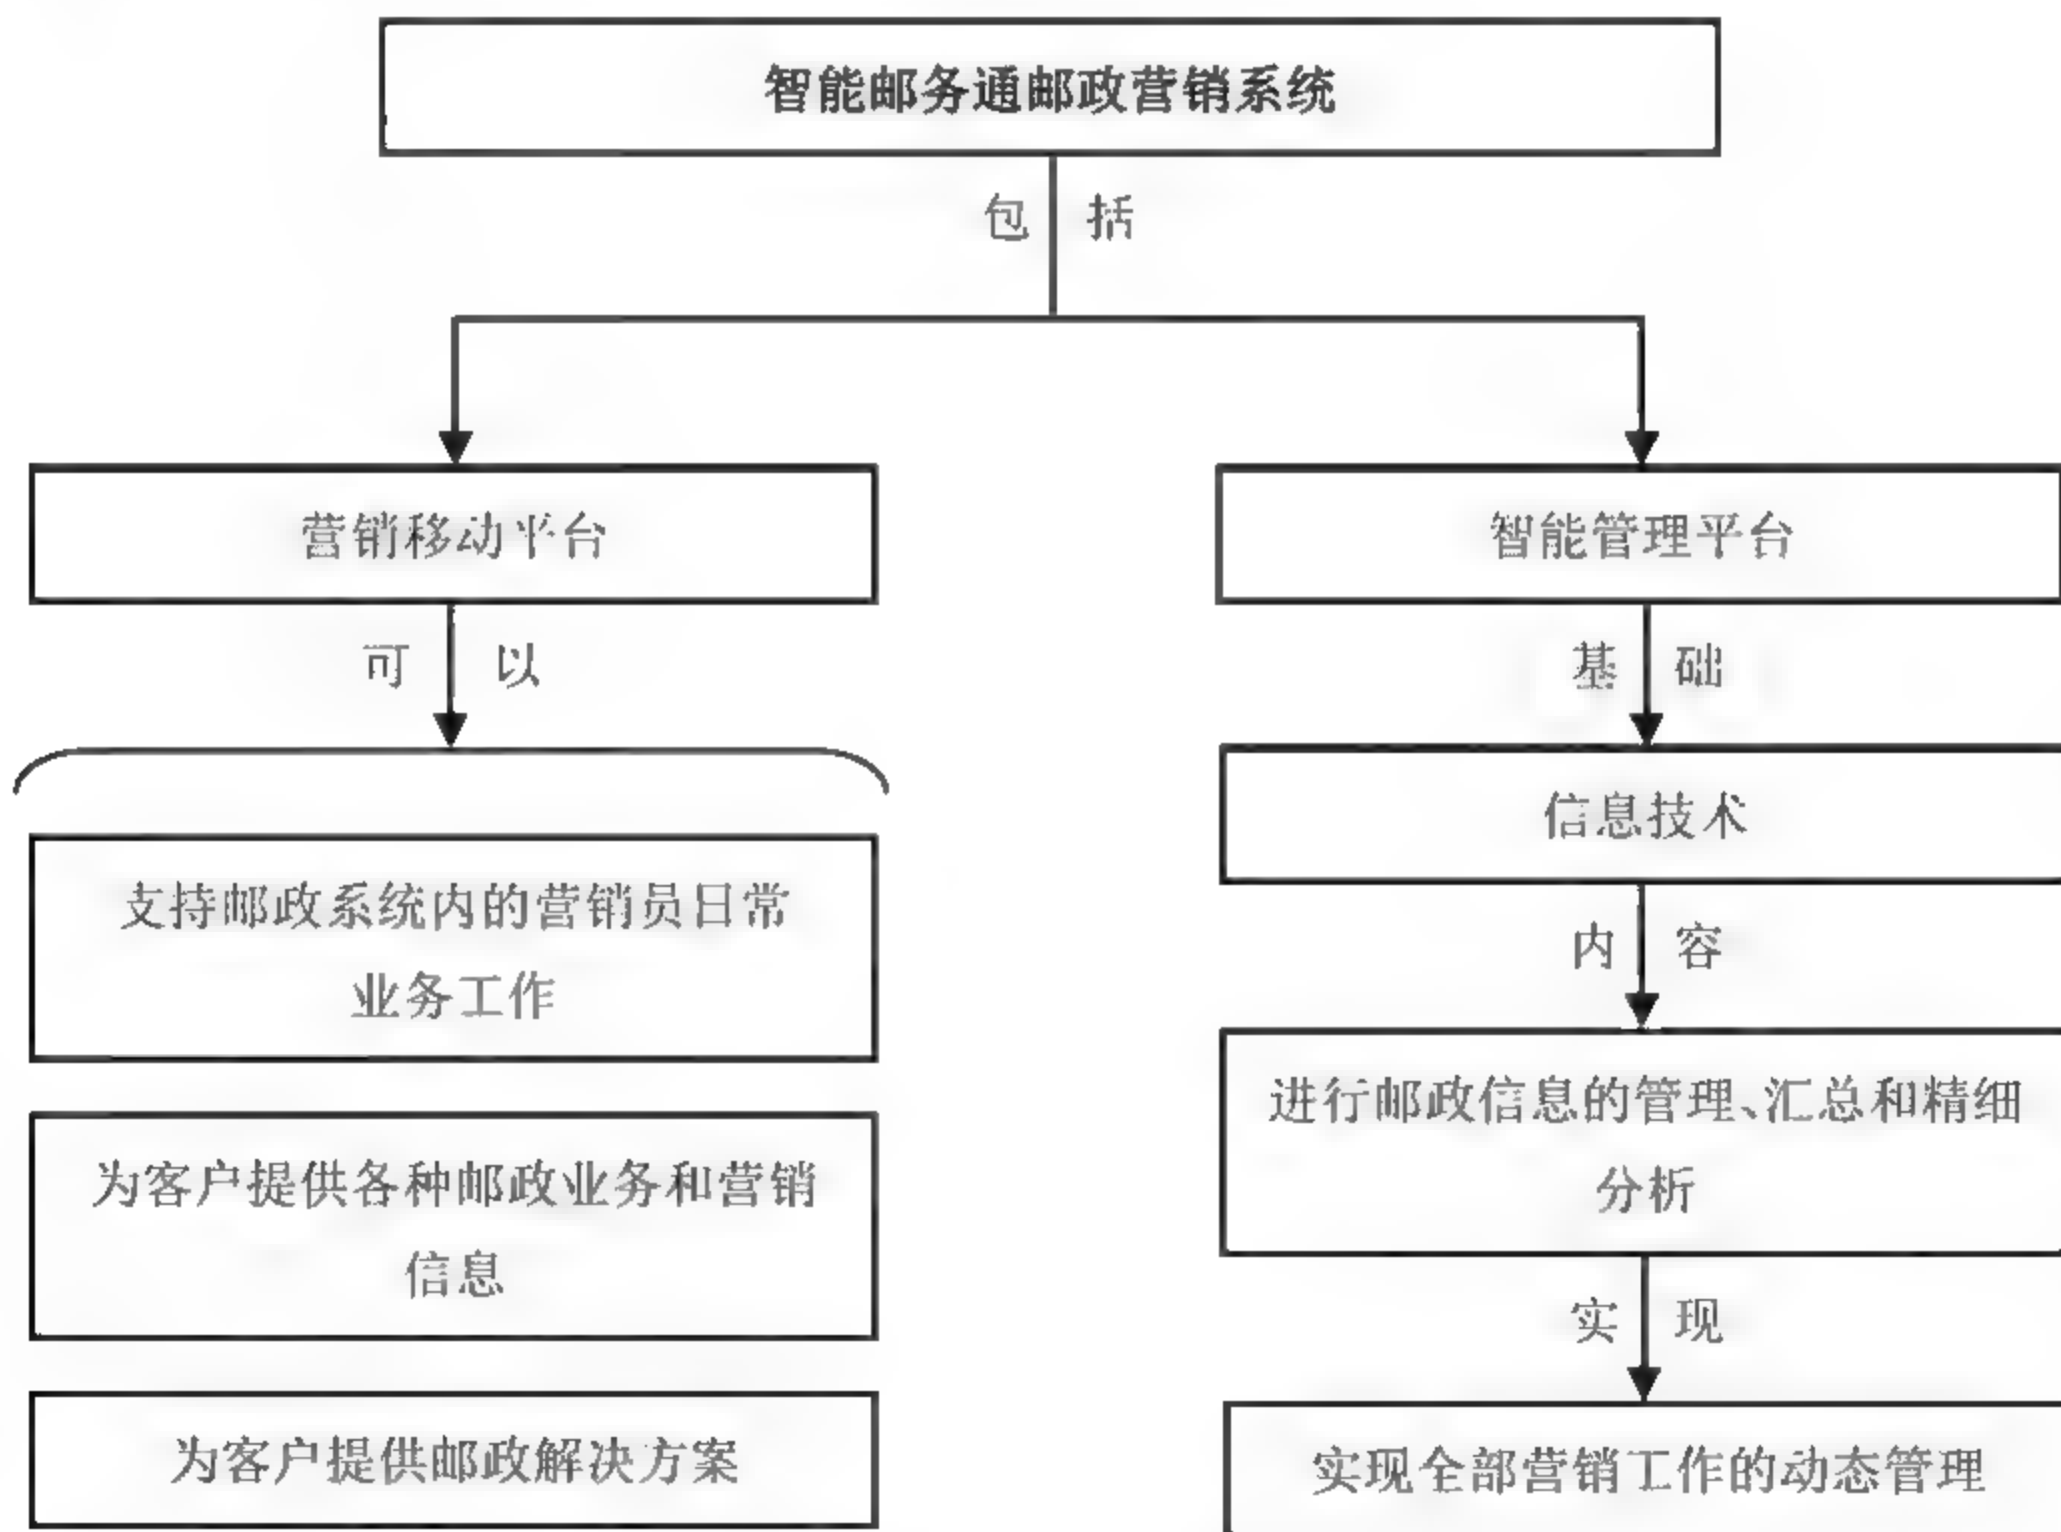 智能邮务通邮政营销系统
包 括
营销移动平台
智能管理平台
可 以
基 础
支持邮政系统内的营销员日常
业务工作
为客户提供各种邮政业务和营销
信息
为客户提供邮政解决方案
信息技术
内 容
进行邮政信息的管理、汇总和精细
分析
实 现
实现全部营销工作的动态管理